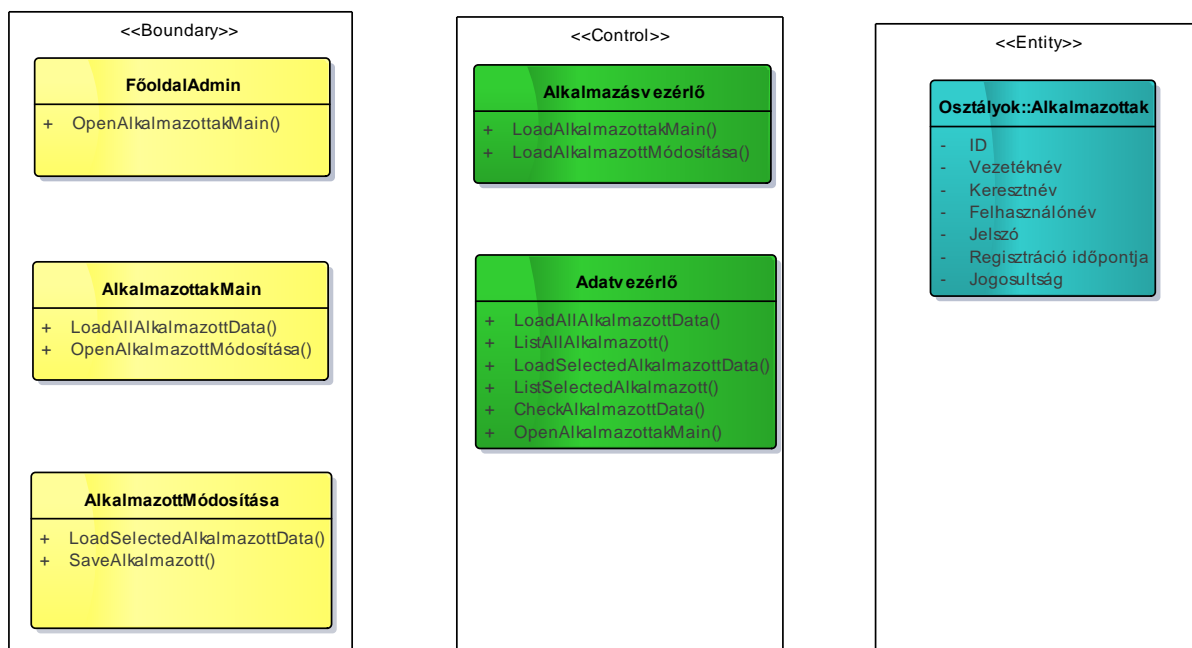 <<Boundary>>
FőoldalAdmin
+ OpenAlkalmazottakMain()
AlkalmazottakMain
+ LoadAllAlkalmazottData()
+ OpenAlkalmazottMódosítása()
AlkalmazottMódosítása
+ LoadSelectedAlkalmazottData()
+ SaveAlkalmazott()
<<Control>>
Alkalmazásvezérlő
+ LoadAlkalmazottakMain()
+ LoadAlkalmazottMódosítása()
Adatvezérlő
+ LoadAllAlkalmazottData()
+ ListAllAlkalmazott()
+ LoadSelectedAlkalmazottData()
+ ListSelectedAlkalmazott()
+ CheckAlkalmazottData()
+ OpenAlkalmazottakMain()
<<Entity>>
Osztályok::Alkalmazottak
- ID
- Vezetéknév
- Keresztnév
- Felhasználónév
- Jelszó
- Regisztráció időpontja
- Jogosultság